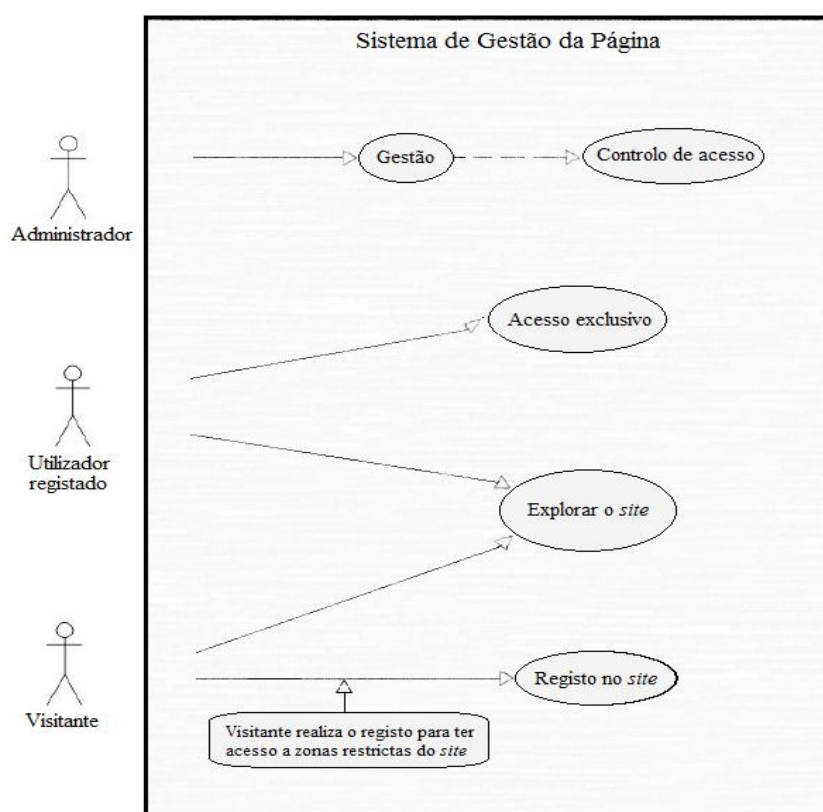 Sistema de Gestão da Página
Administrador
Gestão
Controlo de acesso
Acesso exclusivo
Utilizador
registado
Explorar o site
Visitante
Registo no site
Visitante realiza o registo para ter
acesso a zonas restrictas do site